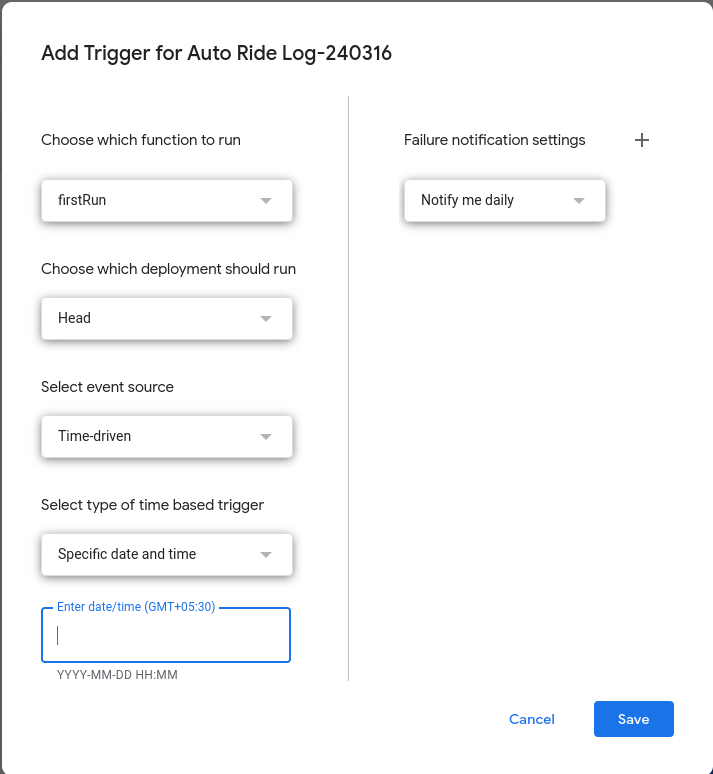 Add Trigger for Auto Ride Log-240316
Choose which function to run
firstRun
Choose which deployment should run
Head
Select event source
Time-driven
Select type of time based trigger
Specific date and time
Enter date/time (GMT+05:30)
YYYY-MM-DD HH:MM
Failure notification settings +
Notify me daily
Cancel
Save